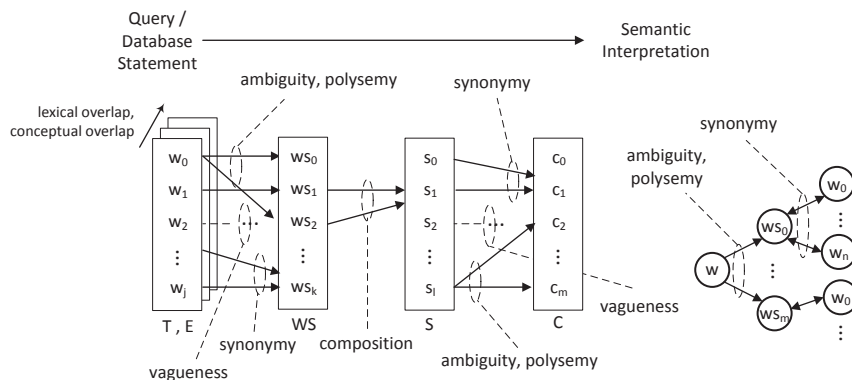 Query /
Database
Statement
Semantic
Interpretation
ambiguity, polysemy
synonymy
lexical overlap,
conceptual overlap
w0
w1
w2
⋮
wj
T , E
ws0
ws1
ws2
⋮
wsk
WS
s0
s1
s2
⋮
sl
S
c0
c1
c2
⋮
cm
C
...
...
synonymy
vagueness
composition
ambiguity, polysemy
vagueness
synonymy
ambiguity,
polysemy
w
ws0
⋮
wsm
w0
⋮
wn
w0
⋮